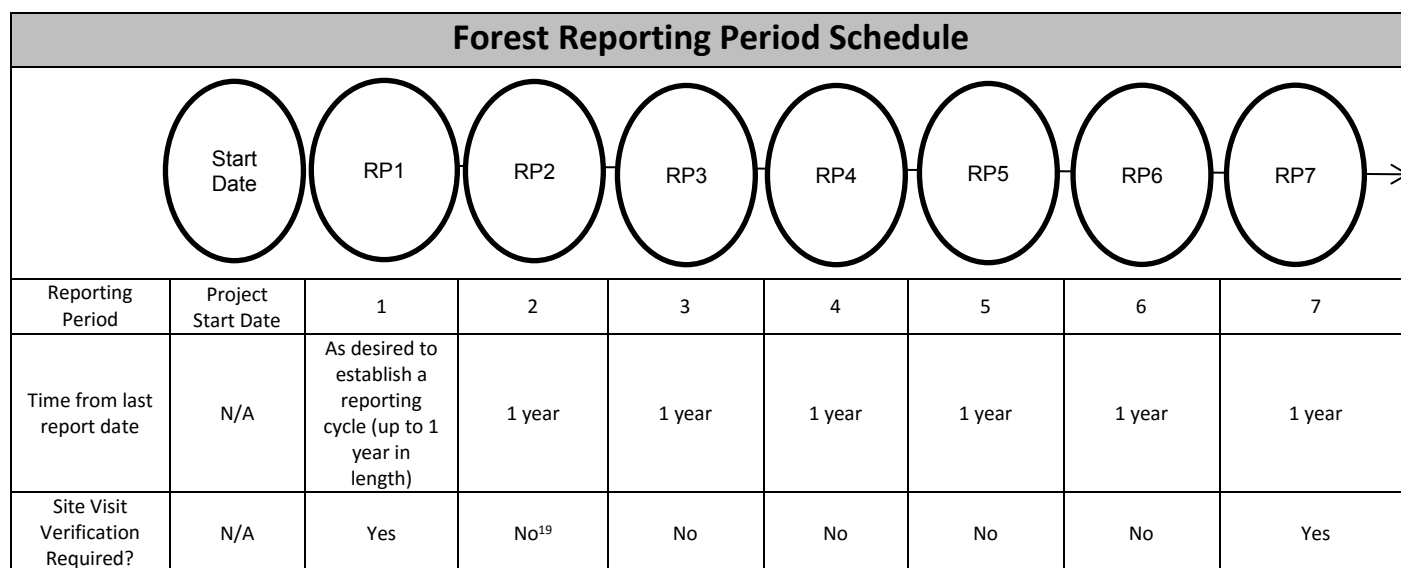 Forest Reporting Period Schedule
Start
Date
RP1
RP2
RP3
RP4
RP5
RP6
RP7
Reporting
Period
Project
Start Date
1
2
3
4
5
6
7
Time from last
report date
N/A
As desired to
establish a
reporting
cycle (up to 1
year in
length)
1 year
1 year
1 year
1 year
1 year
1 year
Site Visit
Verification
Required?
N/A
Yes
No¹⁹
No
No
No
No
Yes